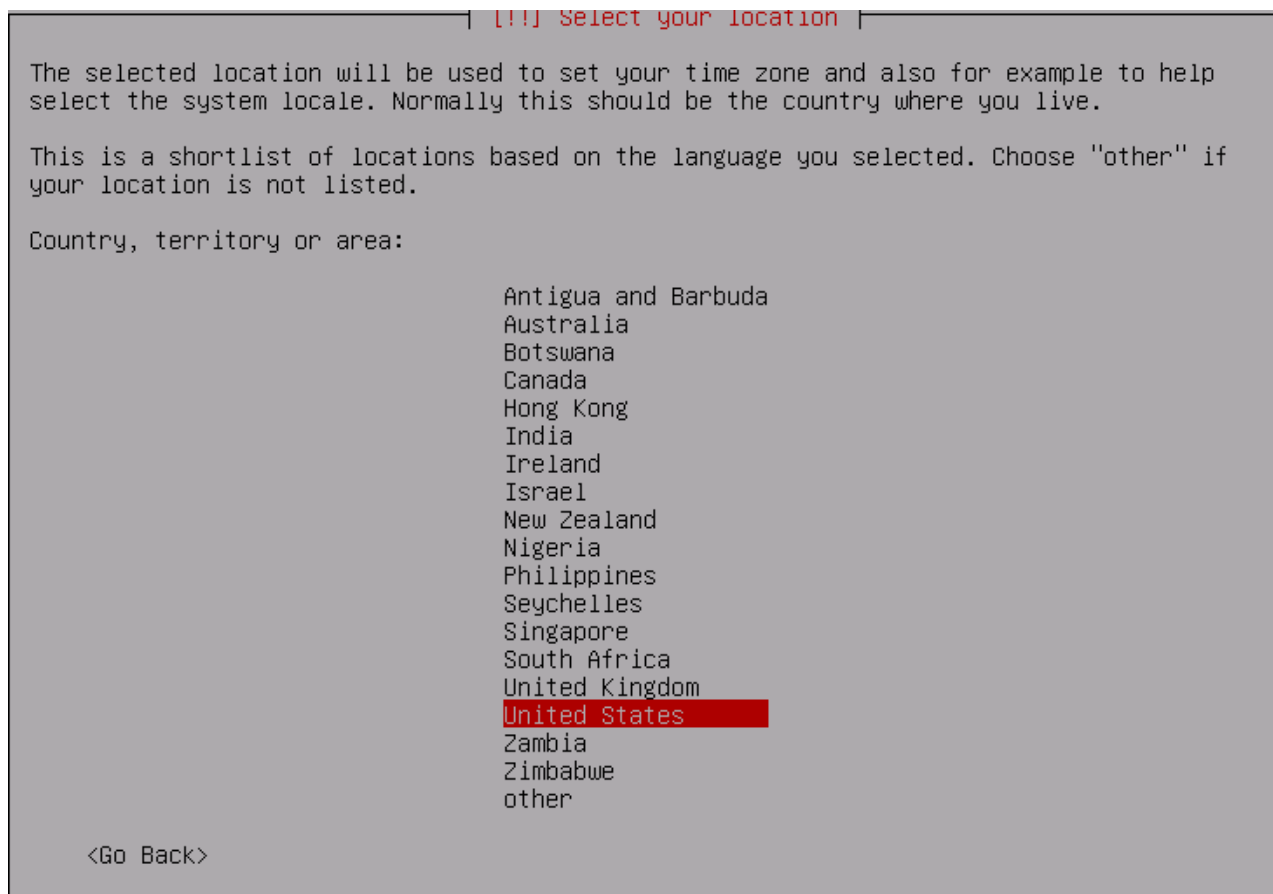 [!!] Select your location
The selected location will be used to set your time zone and also for example to help
select the system locale. Normally this should be the country where you live.
This is a shortlist of locations based on the language you selected. Choose "other" if
your location is not listed.
Country, territory or area:
Antigua and Barbuda
Australia
Botswana
Canada
Hong Kong
India
Ireland
Israel
New Zealand
Nigeria
Philippines
Seychelles
Singapore
South Africa
United Kingdom
United States
Zambia
Zimbabwe
other
<Go Back>